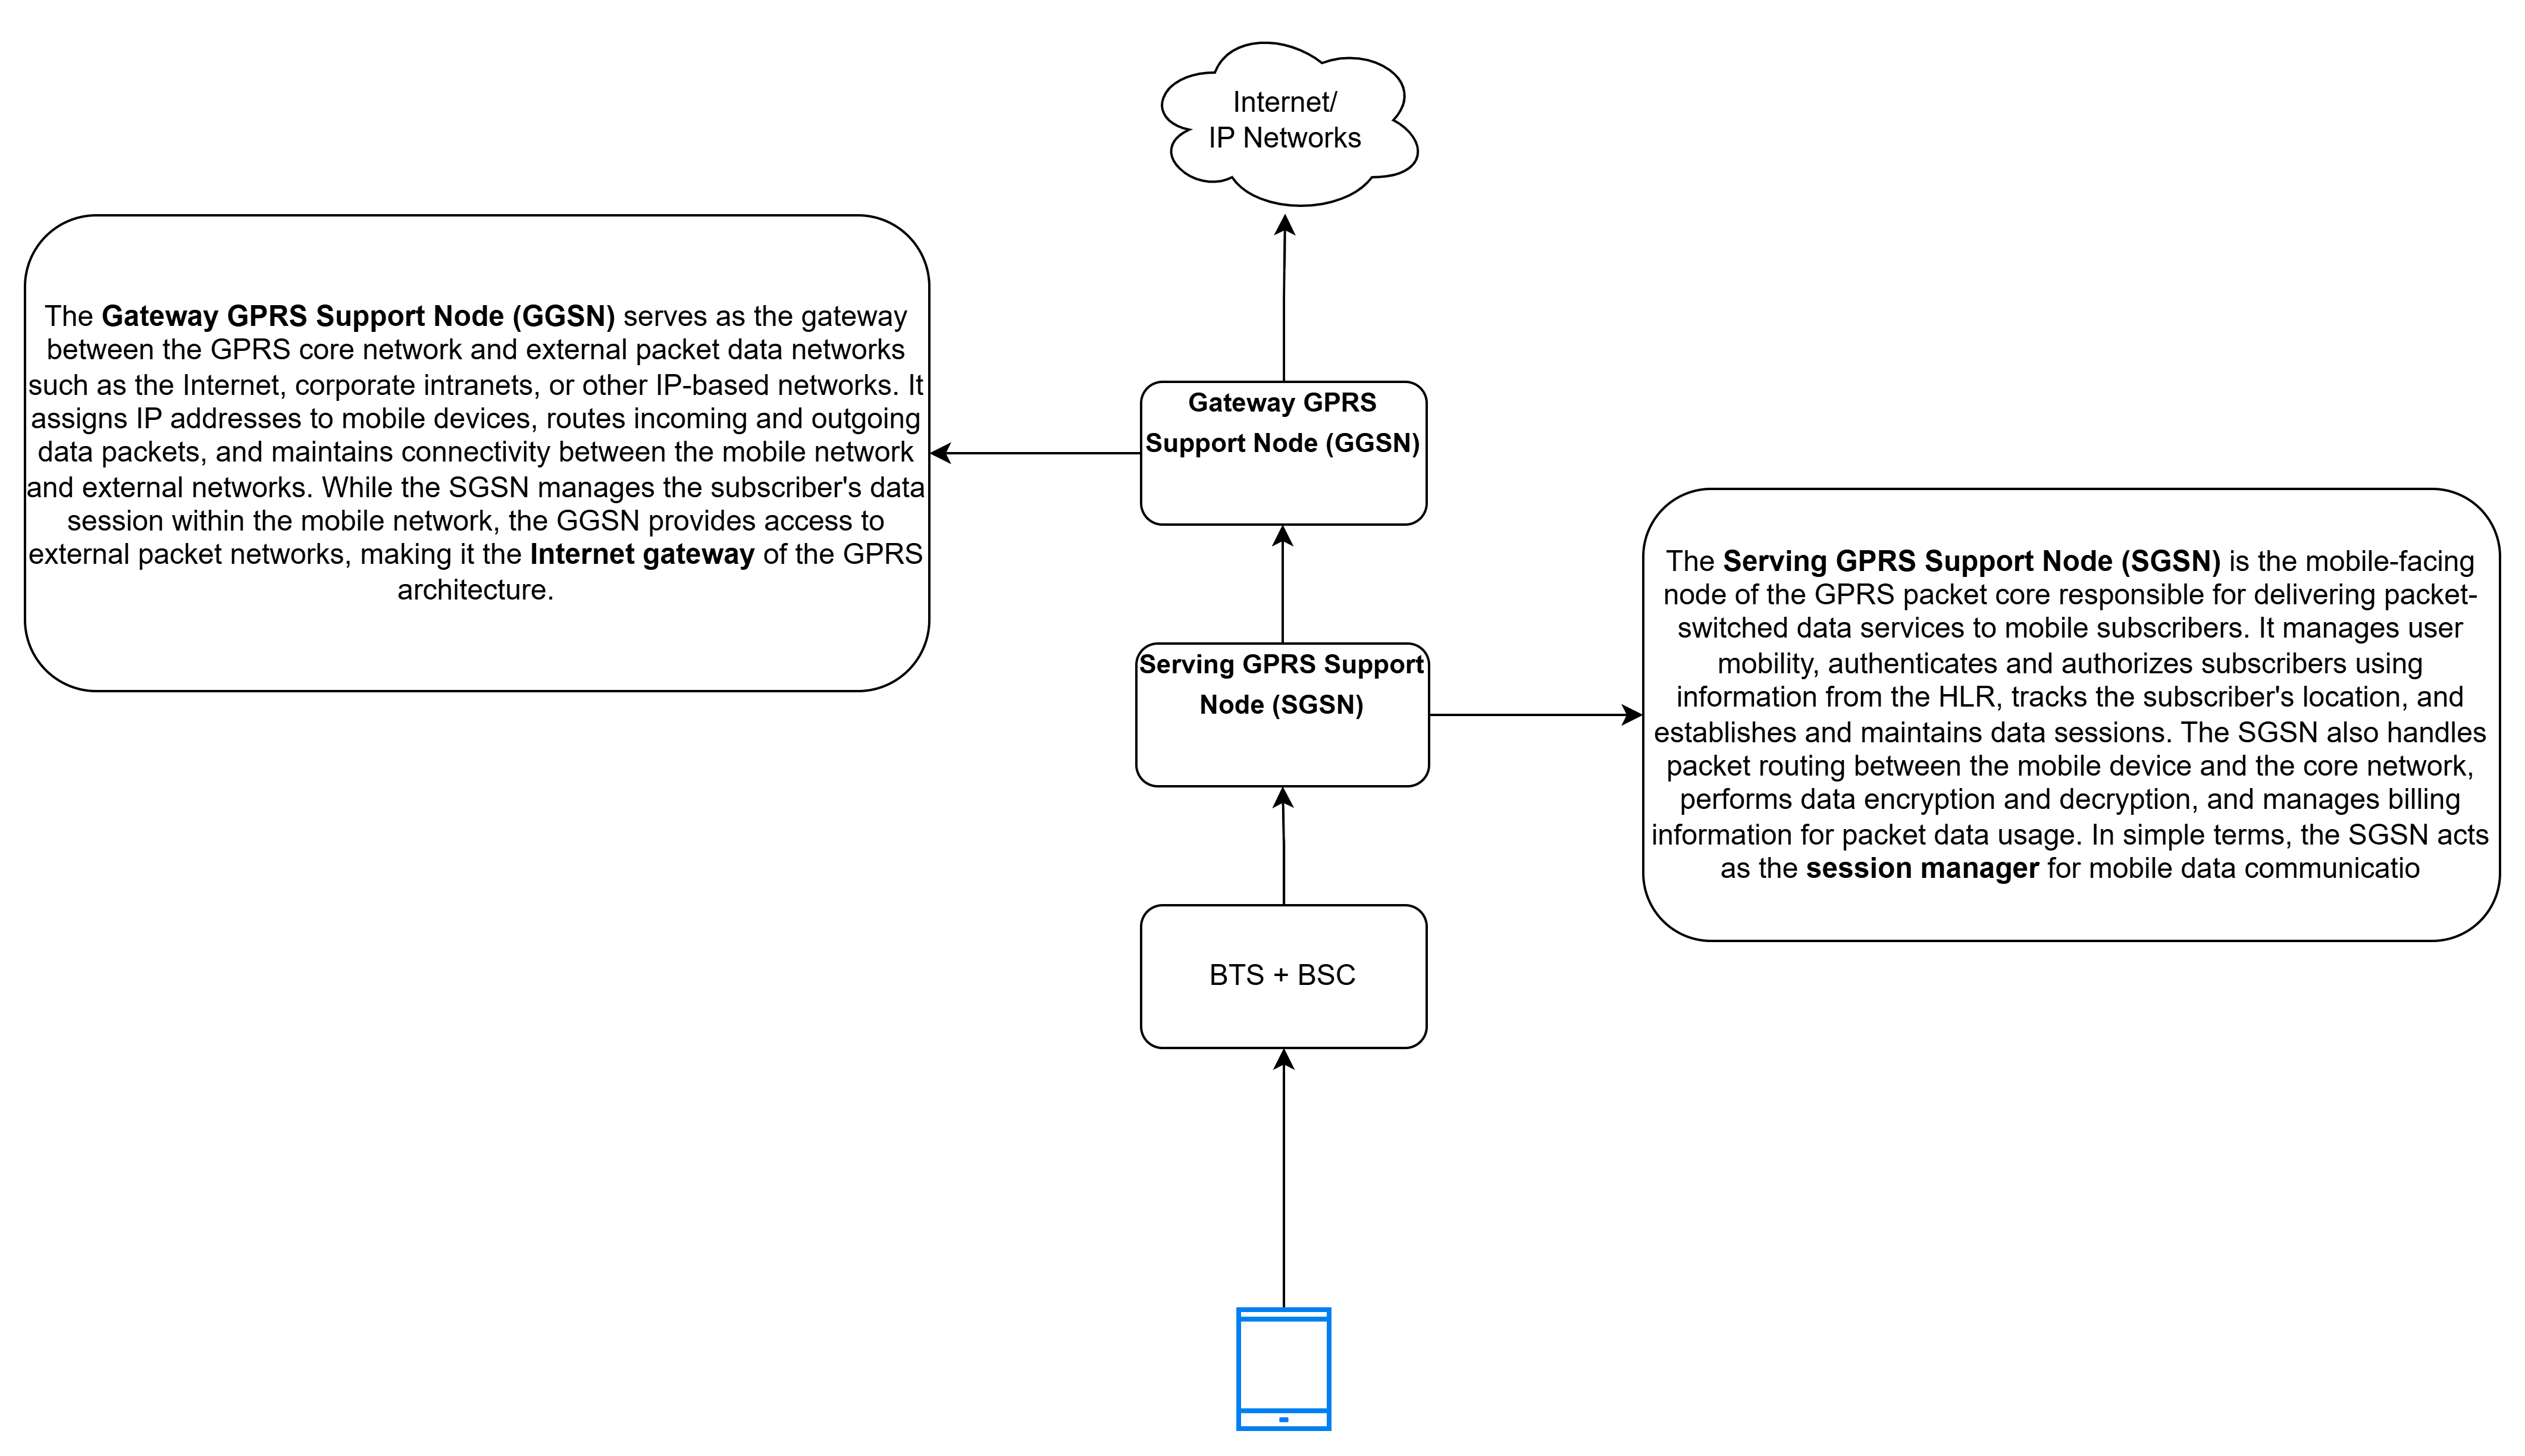 Internet/
IP Networks
The Gateway GPRS Support Node (GGSN) serves as the gateway
between the GPRS core network and external packet data networks
such as the Internet, corporate intranets, or other IP-based networks. It
assigns IP addresses to mobile devices, routes incoming and outgoing
data packets, and maintains connectivity between the mobile network
and external networks. While the SGSN manages the subscriber's data
session within the mobile network, the GGSN provides access to
external packet networks, making it the Internet gateway of the GPRS
architecture.
Gateway GPRS
Support Node (GGSN)
Serving GPRS Support
Node (SGSN)
The Serving GPRS Support Node (SGSN) is the mobile-facing
node of the GPRS packet core responsible for delivering packet-
switched data services to mobile subscribers. It manages user
mobility, authenticates and authorizes subscribers using
information from the HLR, tracks the subscriber's location, and
establishes and maintains data sessions. The SGSN also handles
packet routing between the mobile device and the core network,
performs data encryption and decryption, and manages billing
information for packet data usage. In simple terms, the SGSN acts
as the session manager for mobile data communicatio
BTS + BSC